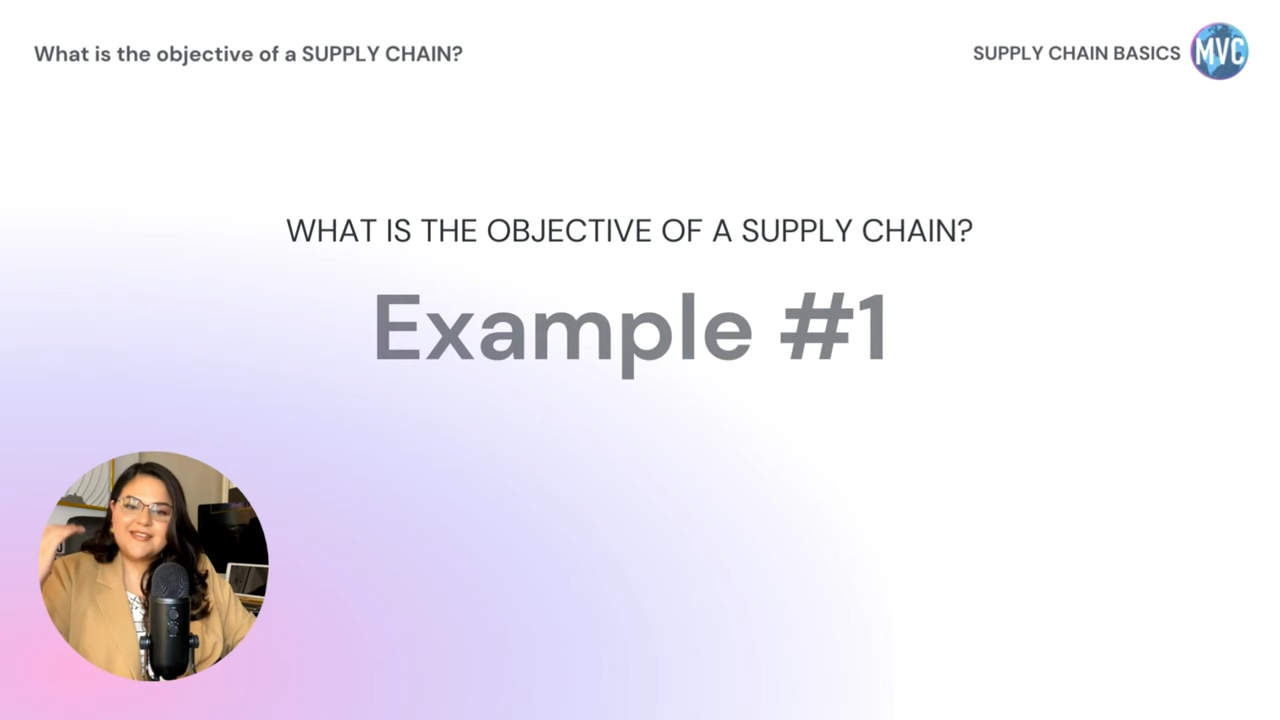 What is the objective of a SUPPLY CHAIN?
SUPPLY CHAIN BASICS MVC
WHAT IS THE OBJECTIVE OF A SUPPLY CHAIN?
Example #1